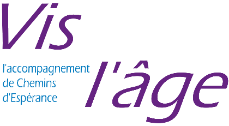 Vis
l'accompagnement
de Chemins
d'Espérance
l'âge